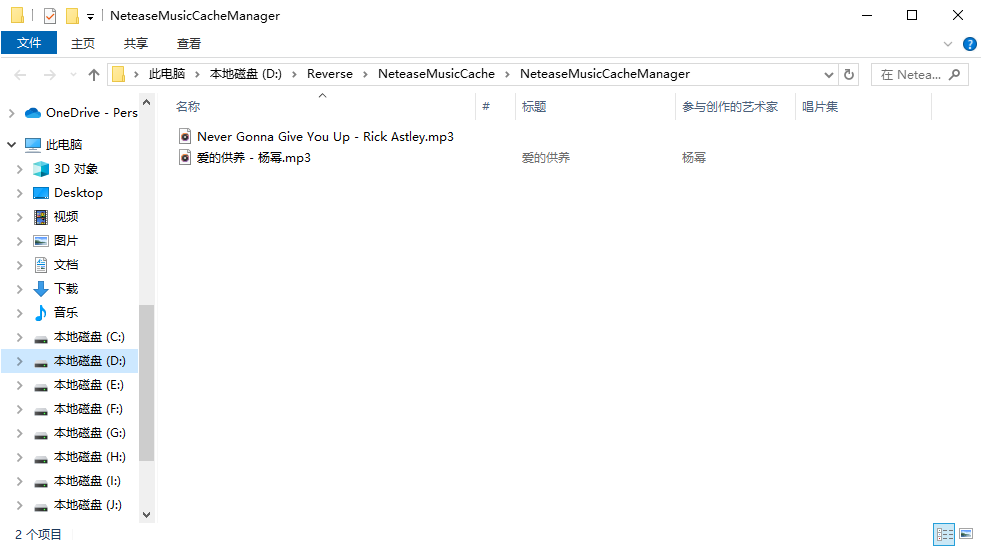 NeteaseMusicCacheManager
文件 主页 共享 查看
此电脑 本地磁盘 (D:) Reverse NeteaseMusicCache NeteaseMusicCacheManager 在 Netea...
OneDrive - Pers
此电脑
3D 对象
Desktop
视频
图片
文档
下载
音乐
本地磁盘 (C:)
本地磁盘 (D:)
本地磁盘 (E:)
本地磁盘 (F:)
本地磁盘 (G:)
本地磁盘 (H:)
本地磁盘 (I:)
本地磁盘 (J:)
名称 # 标题 参与创作的艺术家 唱片集
Never Gonna Give You Up - Rick Astley.mp3
爱的供养 - 杨幂.mp3 爱的供养 杨幂
2 个项目